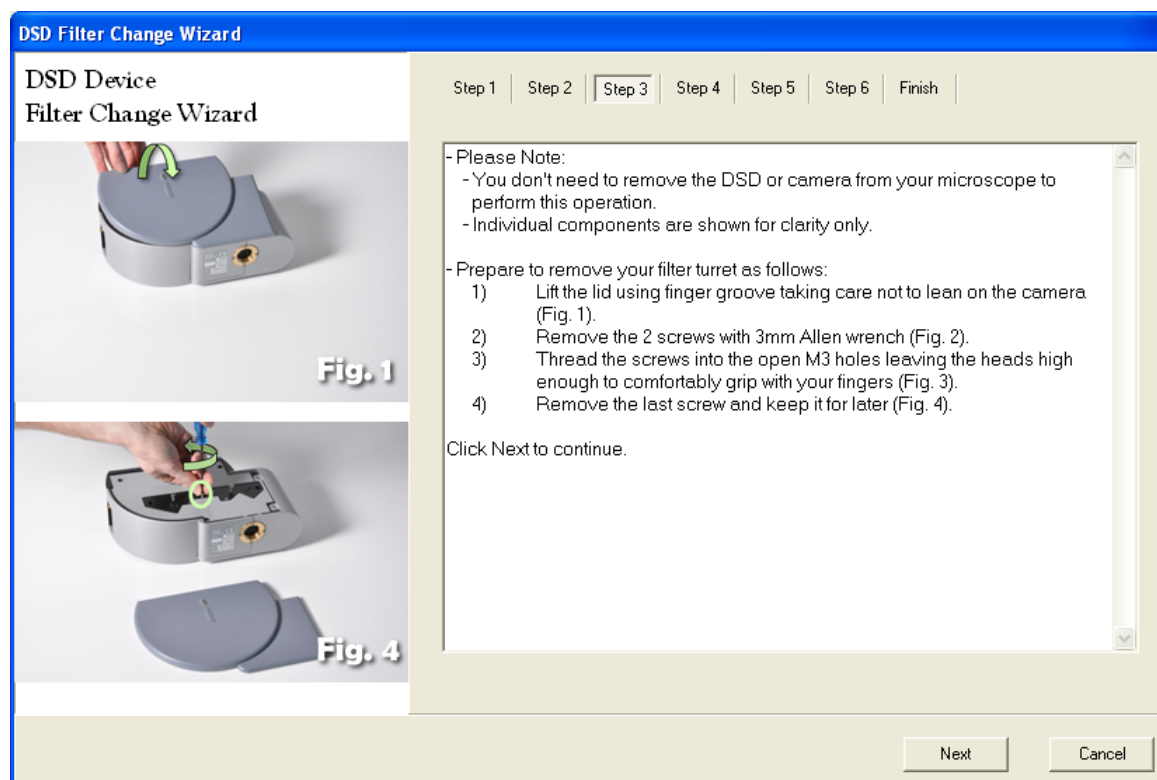 DSD Filter Change Wizard
DSD Device
Filter Change Wizard
Fig. 1
Fig. 4
Step 1
Step 2
Step 3
Step 4
Step 5
Step 6
Finish
- Please Note:
- You don't need to remove the DSD or camera from your microscope to
perform this operation.
- Individual components are shown for clarity only.
- Prepare to remove your filter turret as follows:
1) Lift the lid using finger groove taking care not to lean on the camera
(Fig. 1).
2) Remove the 2 screws with 3mm Allen wrench (Fig. 2).
3) Thread the screws into the open M3 holes leaving the heads high
enough to comfortably grip with your fingers (Fig. 3).
4) Remove the last screw and keep it for later (Fig. 4).
Click Next to continue.
Next
Cancel